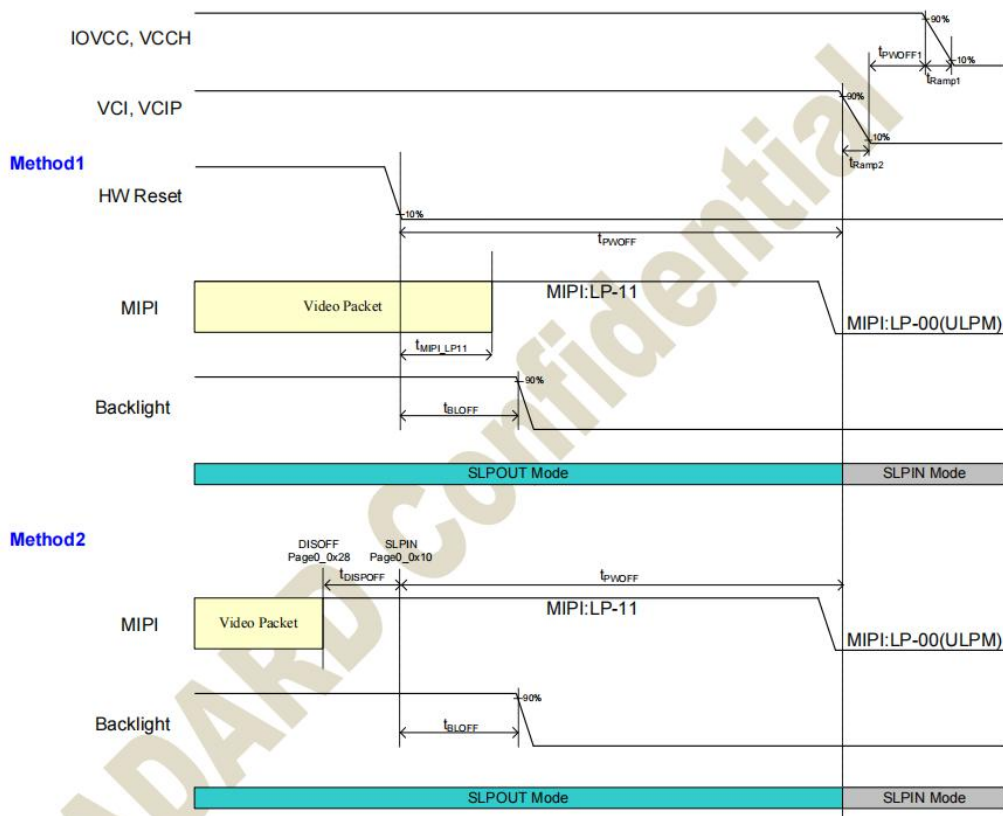 IOVCC, VCCH
90%
tPWOFF1
10%
tRamp1
VCI, VCIP
90%
10%
tRamp2
Method1
HW Reset
10%
tPWOFF
MIPI
Video Packet
MIPI:LP-11
MIPI:LP-00(ULPM)
tMIPI_LP11
Backlight
90%
tBLOFF
SLPOUT Mode
SLPIN Mode
Method2
DISOFF
Page0_0x28
SLPIN
Page0_0x10
tDISPOFF
tPWOFF
MIPI
Video Packet
MIPI:LP-11
MIPI:LP-00(ULPM)
Backlight
90%
tBLOFF
SLPOUT Mode
SLPIN Mode
ADARD Confidential